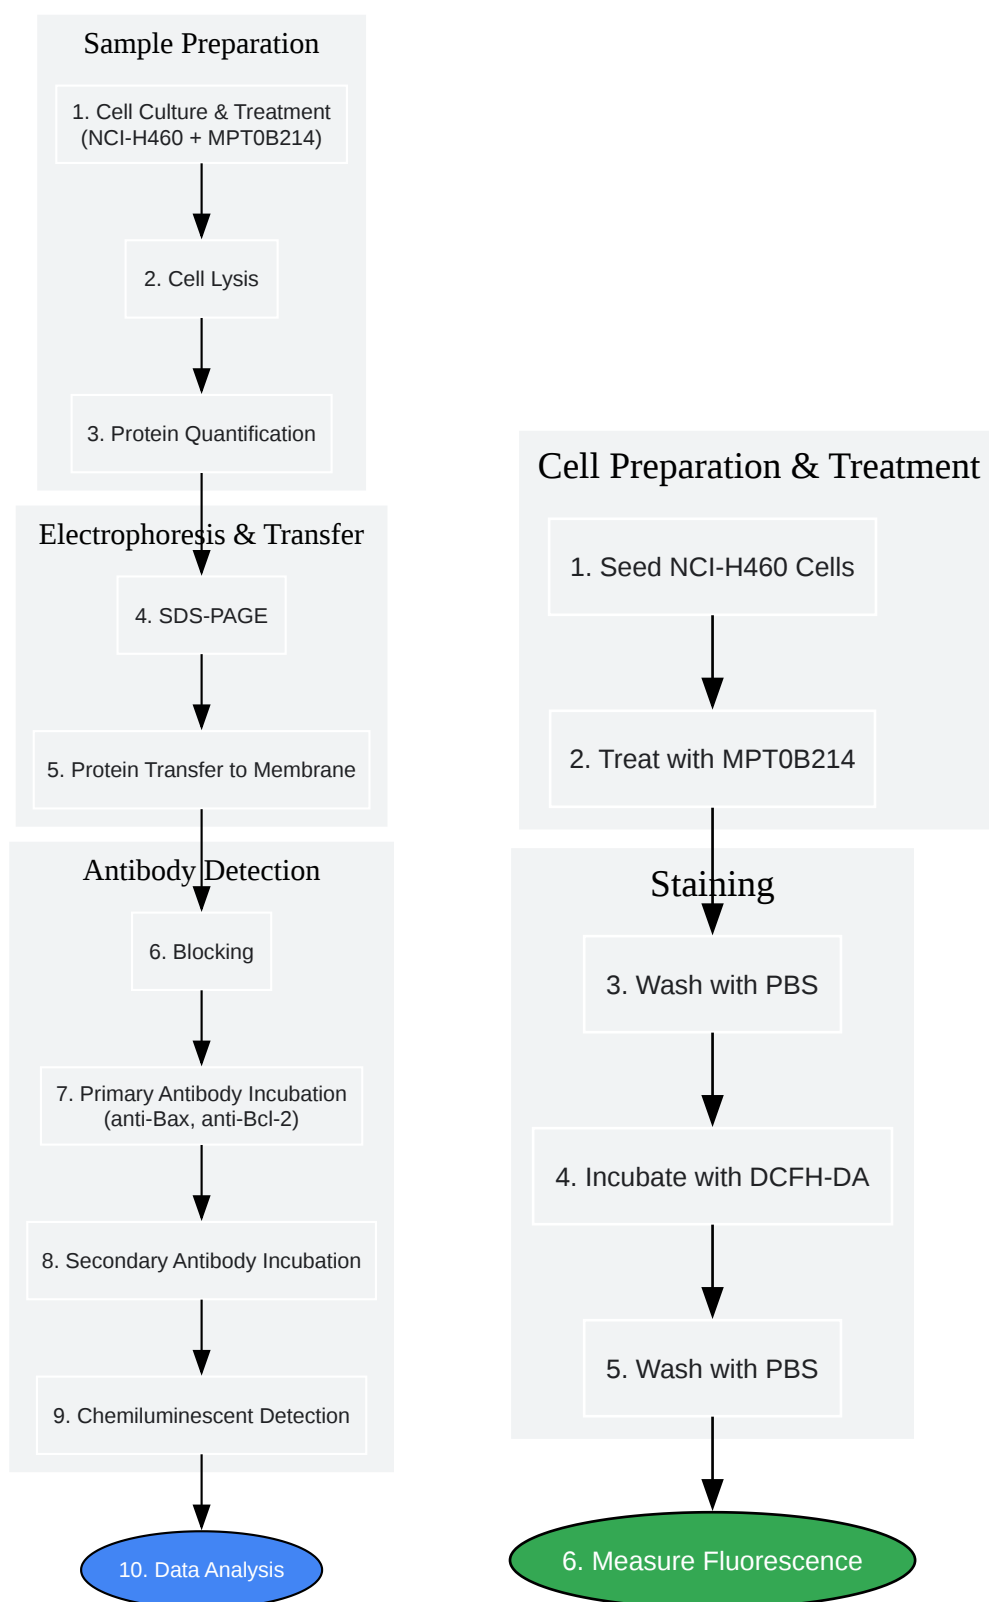 Sample Preparation
1. Cell Culture & Treatment
(NCI-H460 + MPT0B214)
2. Cell Lysis
3. Protein Quantification
Electrophoresis & Transfer
4. SDS-PAGE
5. Protein Transfer to Membrane
Antibody Detection
6. Blocking
7. Primary Antibody Incubation
(anti-Bax, anti-Bcl-2)
8. Secondary Antibody Incubation
9. Chemiluminescent Detection
10. Data Analysis
Cell Preparation & Treatment
1. Seed NCI-H460 Cells
2. Treat with MPT0B214
Staining
3. Wash with PBS
4. Incubate with DCFH-DA
5. Wash with PBS
6. Measure Fluorescence